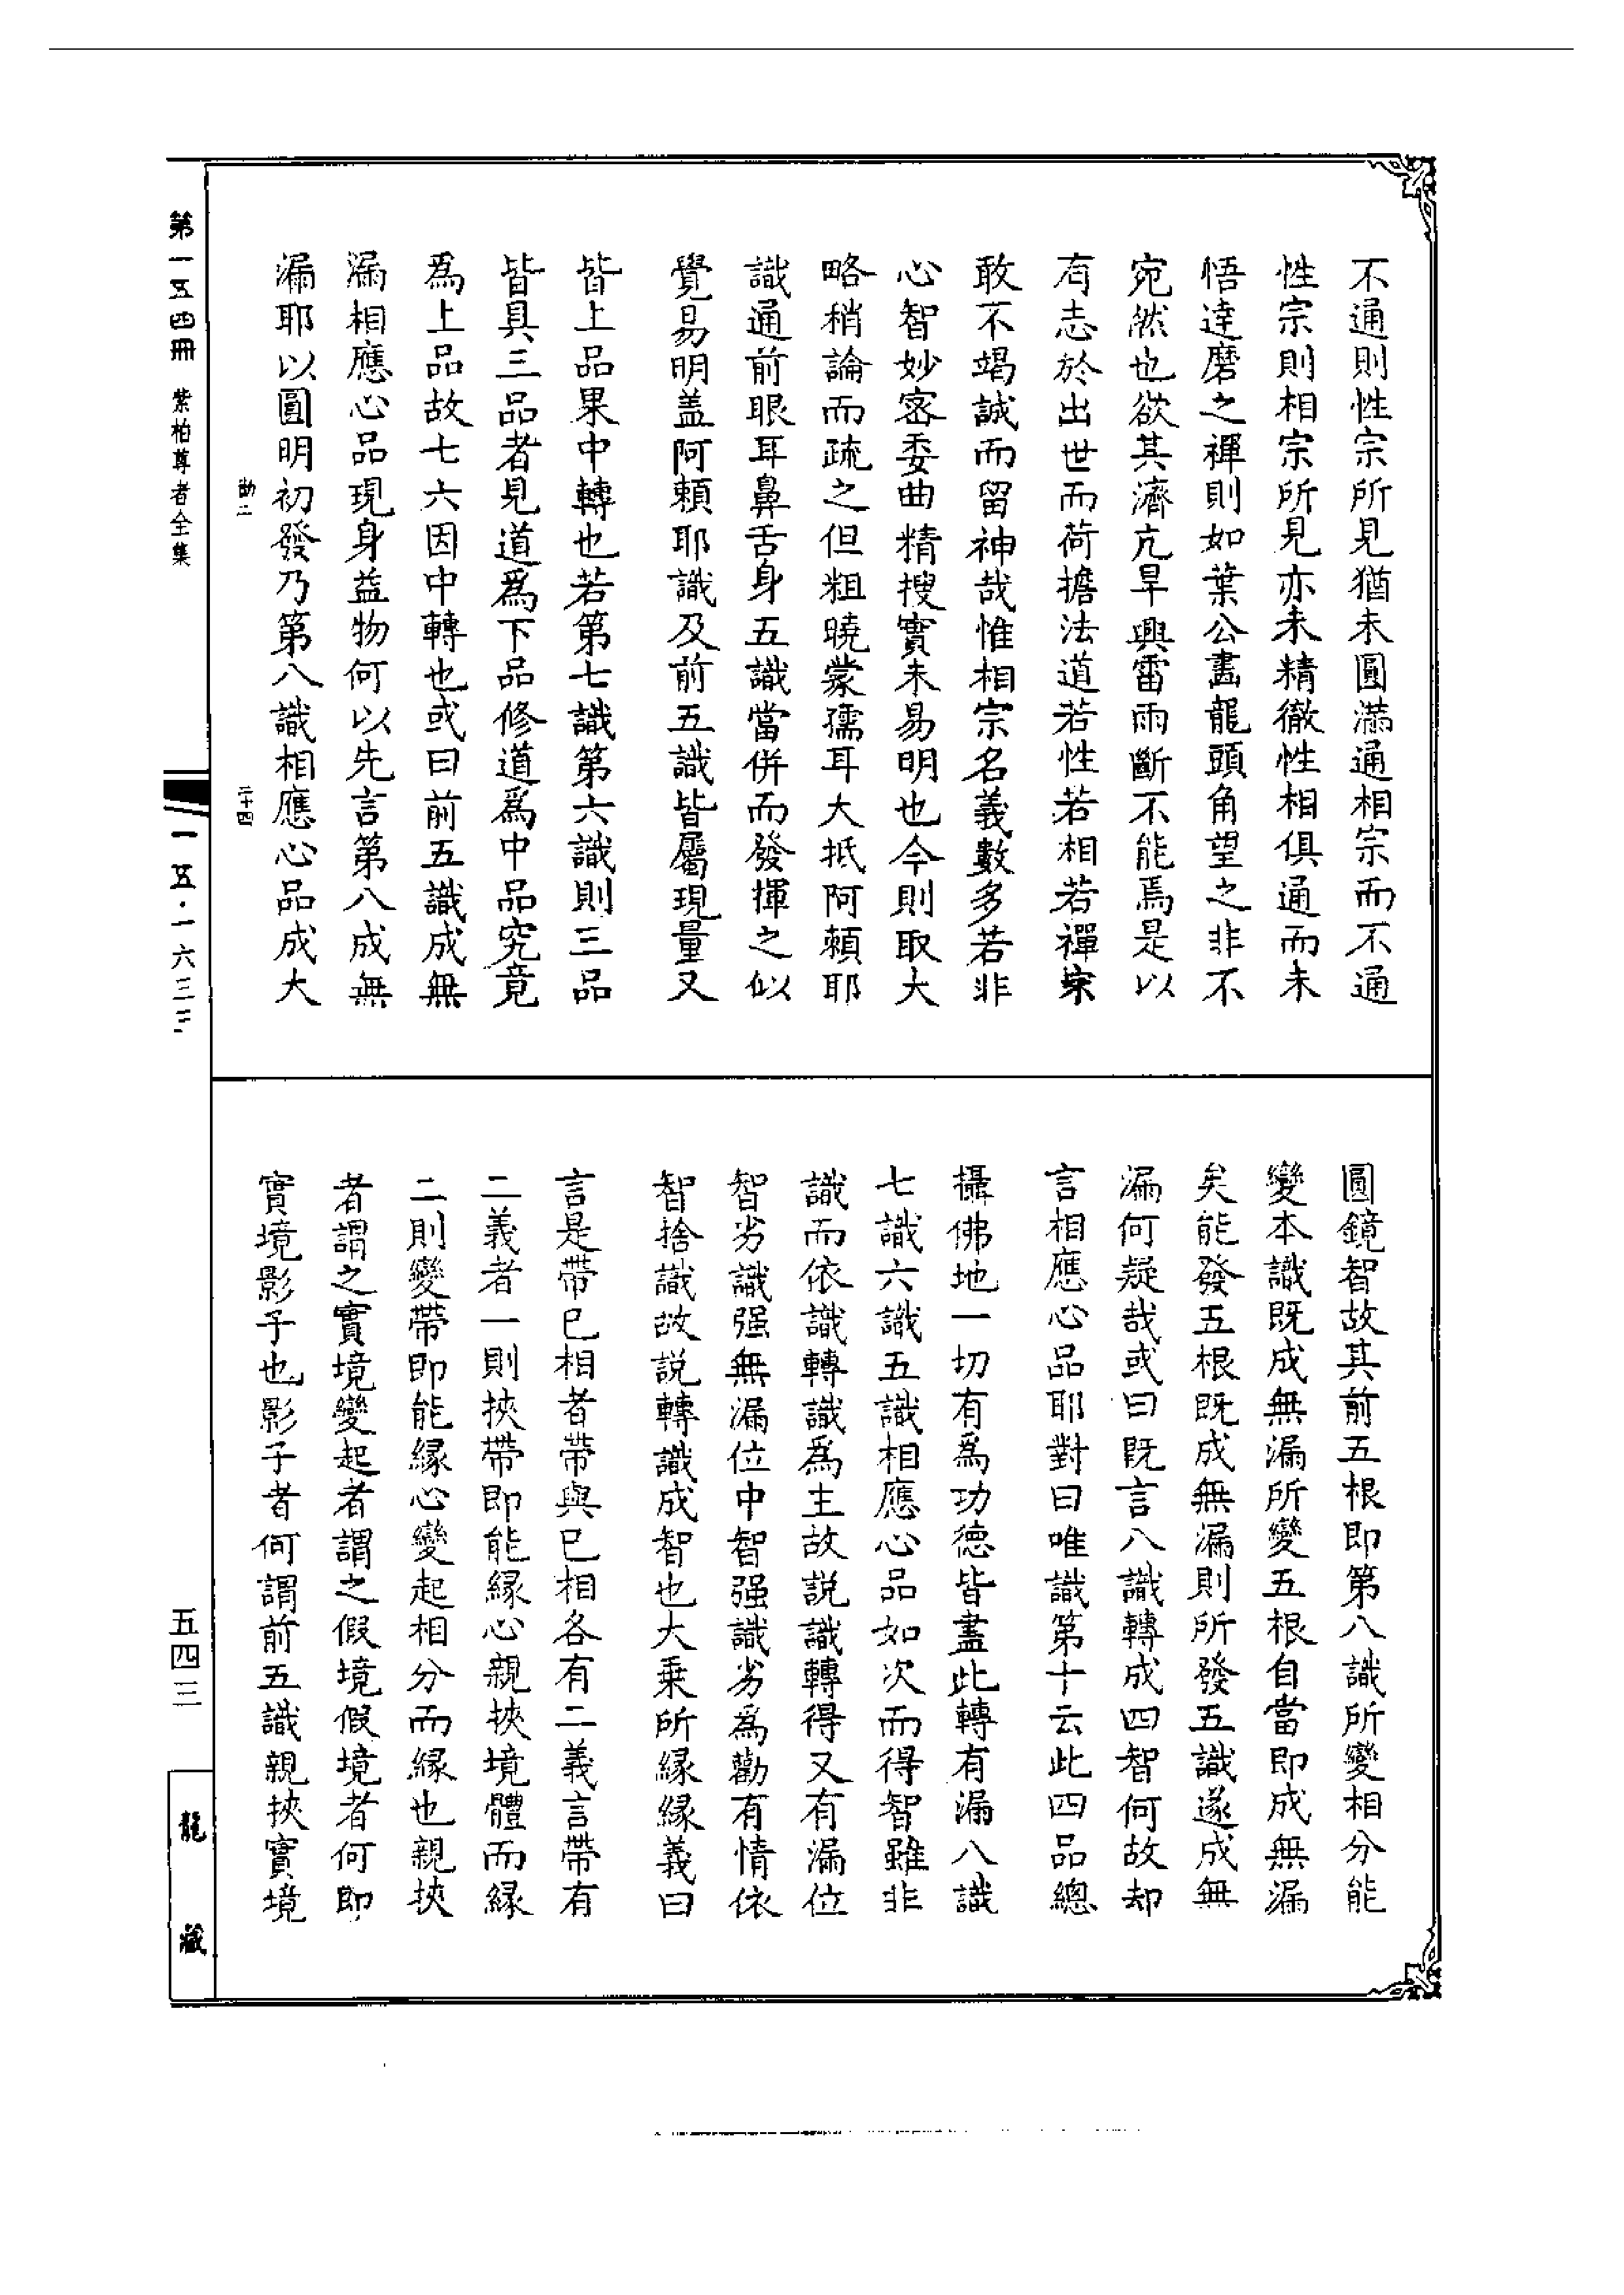 不通則性宗所見猶未圓滿通相宗而不通
性宗則相宗所見亦未精徹性相俱通而未
悟達磨之禪則如葉公畫龍頭角望之非不
宛然也欲其濟亢旱興雷雨斷不能焉是以
有志於出世而荷擔法道若性若相若禪宗
敢不竭誠而留神哉惟相宗名義數多若非
心智妙密委曲精搜實未易明也今則取大
略稍論而疏之但粗曉蒙孺耳大抵阿賴耶
識通前眼耳鼻舌身五識當併而發揮之似
覺易明蓋阿賴耶識及前五識皆屬現量又
皆上品果中轉也若第七識第六識則三品
皆具三品者見道為下品修道為中品究竟
為上品故七六因中轉也或曰前五識成無
漏相應心品現身益物何以先言第八成無
漏耶以圓明初發乃第八識相應心品成大
圓鏡智故其前五根即第八識所變相分能
變本識既成無漏所變五根自當即成無漏
矣能發五根既成無漏則所發五識遂成無
漏何疑哉或曰既言八識轉成四智何故却
言相應心品耶對曰唯識第十云此四品總
攝佛地一切有為功德皆盡此轉有漏八識
七識六識五識相應心品如次而得智雖非
識而依識轉識為主故説識轉得又有漏位
智劣識强無漏位中智强識劣為勸有情依
智捨識故説轉識成智也大乘所緣緣義曰
言是帶已相者帶與已相各有二義言帶有
二義者一則挾帶即能緣心親挾境體而緣
二則變帶即能緣心變起相分而緣也親挾
者謂之實境變起者謂之假境假境者何即
實境影子也影子者何謂前五識親挾實境
第一五四冊 紫柏尊者全集
勘二
二十四
一五·一六三三
五四三
龍藏